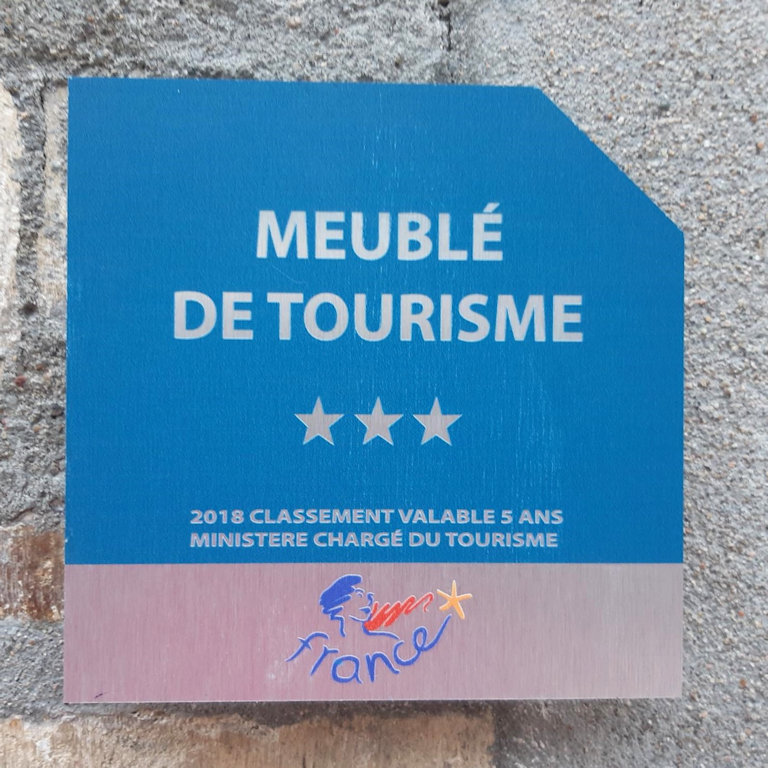 MEUBLÉ
DE TOURISME
2018 CLASSEMENT VALABLE 5 ANS
MINISTERE CHARGÉ DU TOURISME
france